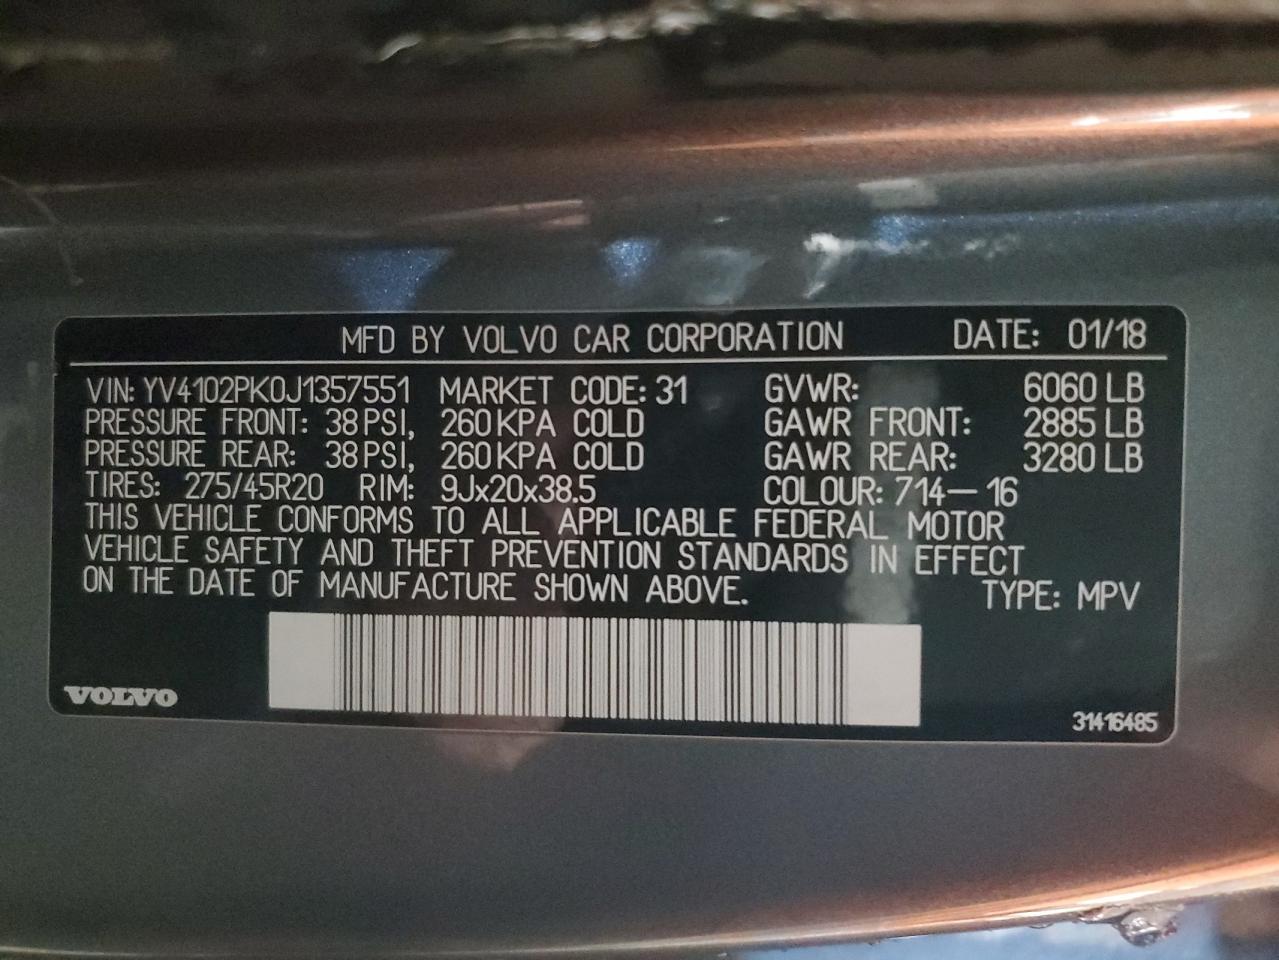 MFD BY VOLVO CAR CORPORATION DATE: 01/18
VIN: YV4102PK0J1357551 MARKET CODE: 31 GVWR: 6060 LB
PRESSURE FRONT: 38 PSI, 260 KPA COLD GAWR FRONT: 2885 LB
PRESSURE REAR: 38 PSI, 260 KPA COLD GAWR REAR: 3280 LB
TIRES: 275/45R20 RIM: 9Jx20x38.5 COLOUR: 714–16
THIS VEHICLE CONFORMS TO ALL APPLICABLE FEDERAL MOTOR
VEHICLE SAFETY AND THEFT PREVENTION STANDARDS IN EFFECT
ON THE DATE OF MANUFACTURE SHOWN ABOVE. TYPE: MPV
VOLVO 31416485